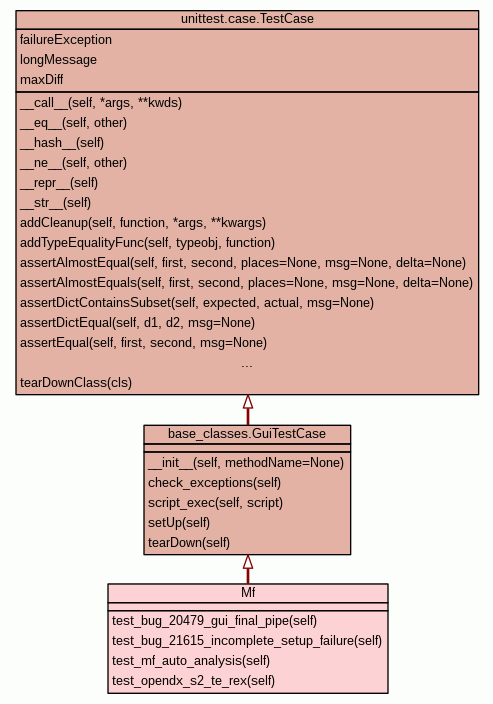 unittest.case.TestCase
failureException
longMessage
maxDiff
__call__(self, *args, **kwds)
__eq__(self, other)
__hash__(self)
__ne__(self, other)
__repr__(self)
__str__(self)
addCleanup(self, function, *args, **kwargs)
addTypeEqualityFunc(self, typeobj, function)
assertAlmostEqual(self, first, second, places=None, msg=None, delta=None)
assertAlmostEquals(self, first, second, places=None, msg=None, delta=None)
assertDictContainsSubset(self, expected, actual, msg=None)
assertDictEqual(self, d1, d2, msg=None)
assertEqual(self, first, second, msg=None)
...
tearDownClass(cls)
base_classes.GuiTestCase
__init__(self, methodName=None)
check_exceptions(self)
script_exec(self, script)
setUp(self)
tearDown(self)
Mf
test_bug_20479_gui_final_pipe(self)
test_bug_21615_incomplete_setup_failure(self)
test_mf_auto_analysis(self)
test_opendx_s2_te_rex(self)